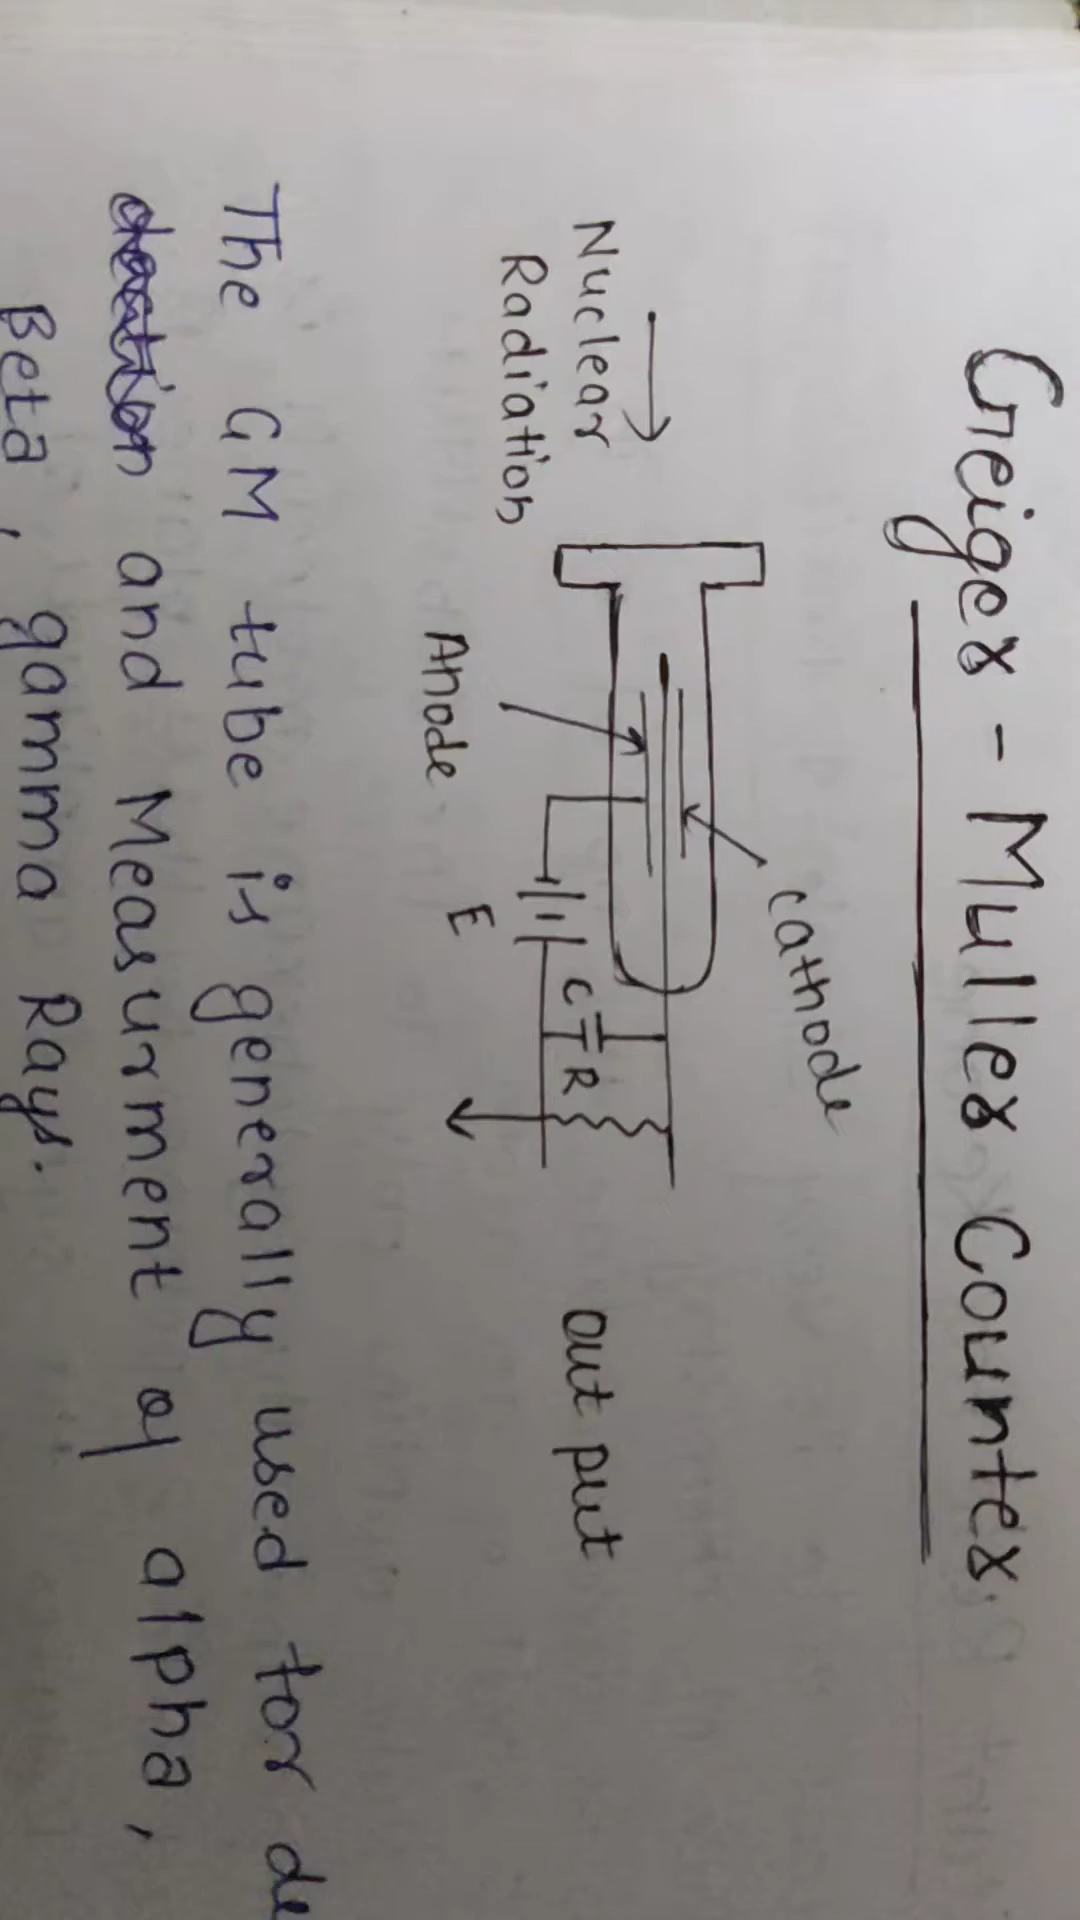 Geiger - Muller Counter
Nuclear
Radiation
cathode
Anode
E
C
R
out put
The GM tube is generally used for de
and Measurment of alpha,
Beta, gamma Rays.